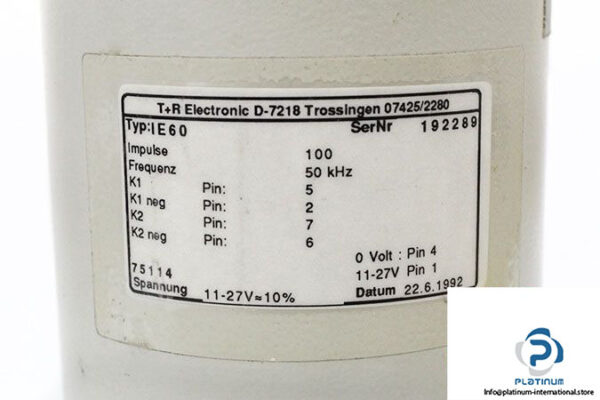 T+R Electronic D-7218 Trossingen 07425/2280
Typ: IE60 SerNr 192289
Impulse 100
Frequenz 50 kHz
K1 Pin: 5
K1 neg Pin: 2
K2 Pin: 7
K2 neg Pin: 6
0 Volt : Pin 4
75114 11-27V Pin 1
Spannung 11-27V≈10% Datum 22.6.1992
PLATINUM
Info@platinum-international.store